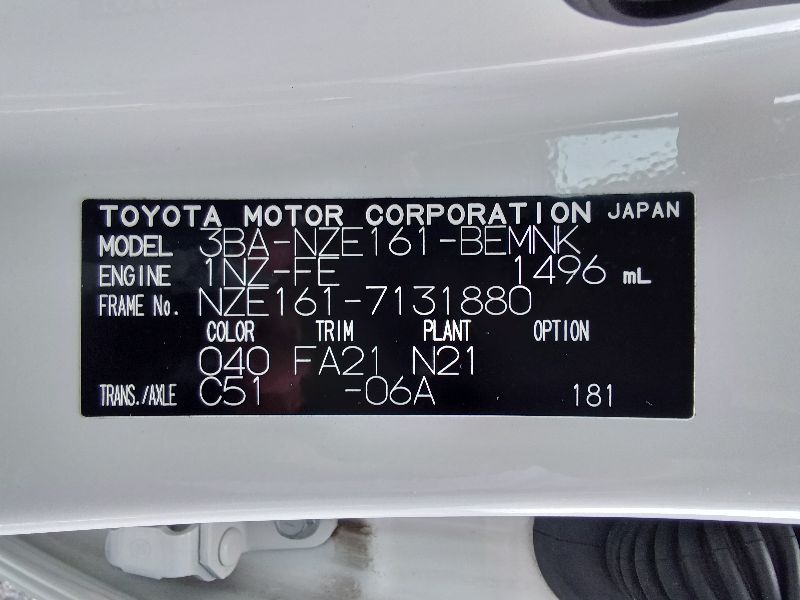 TOYOTA MOTOR CORPORATION JAPAN
MODEL 3BA-NZE161-BEMNK
ENGINE 1NZ-FE 1496 mL
FRAME No. NZE161-7131880
COLOR TRIM PLANT OPTION
040 FA21 N21
TRANS./AXLE C51 -06A 181